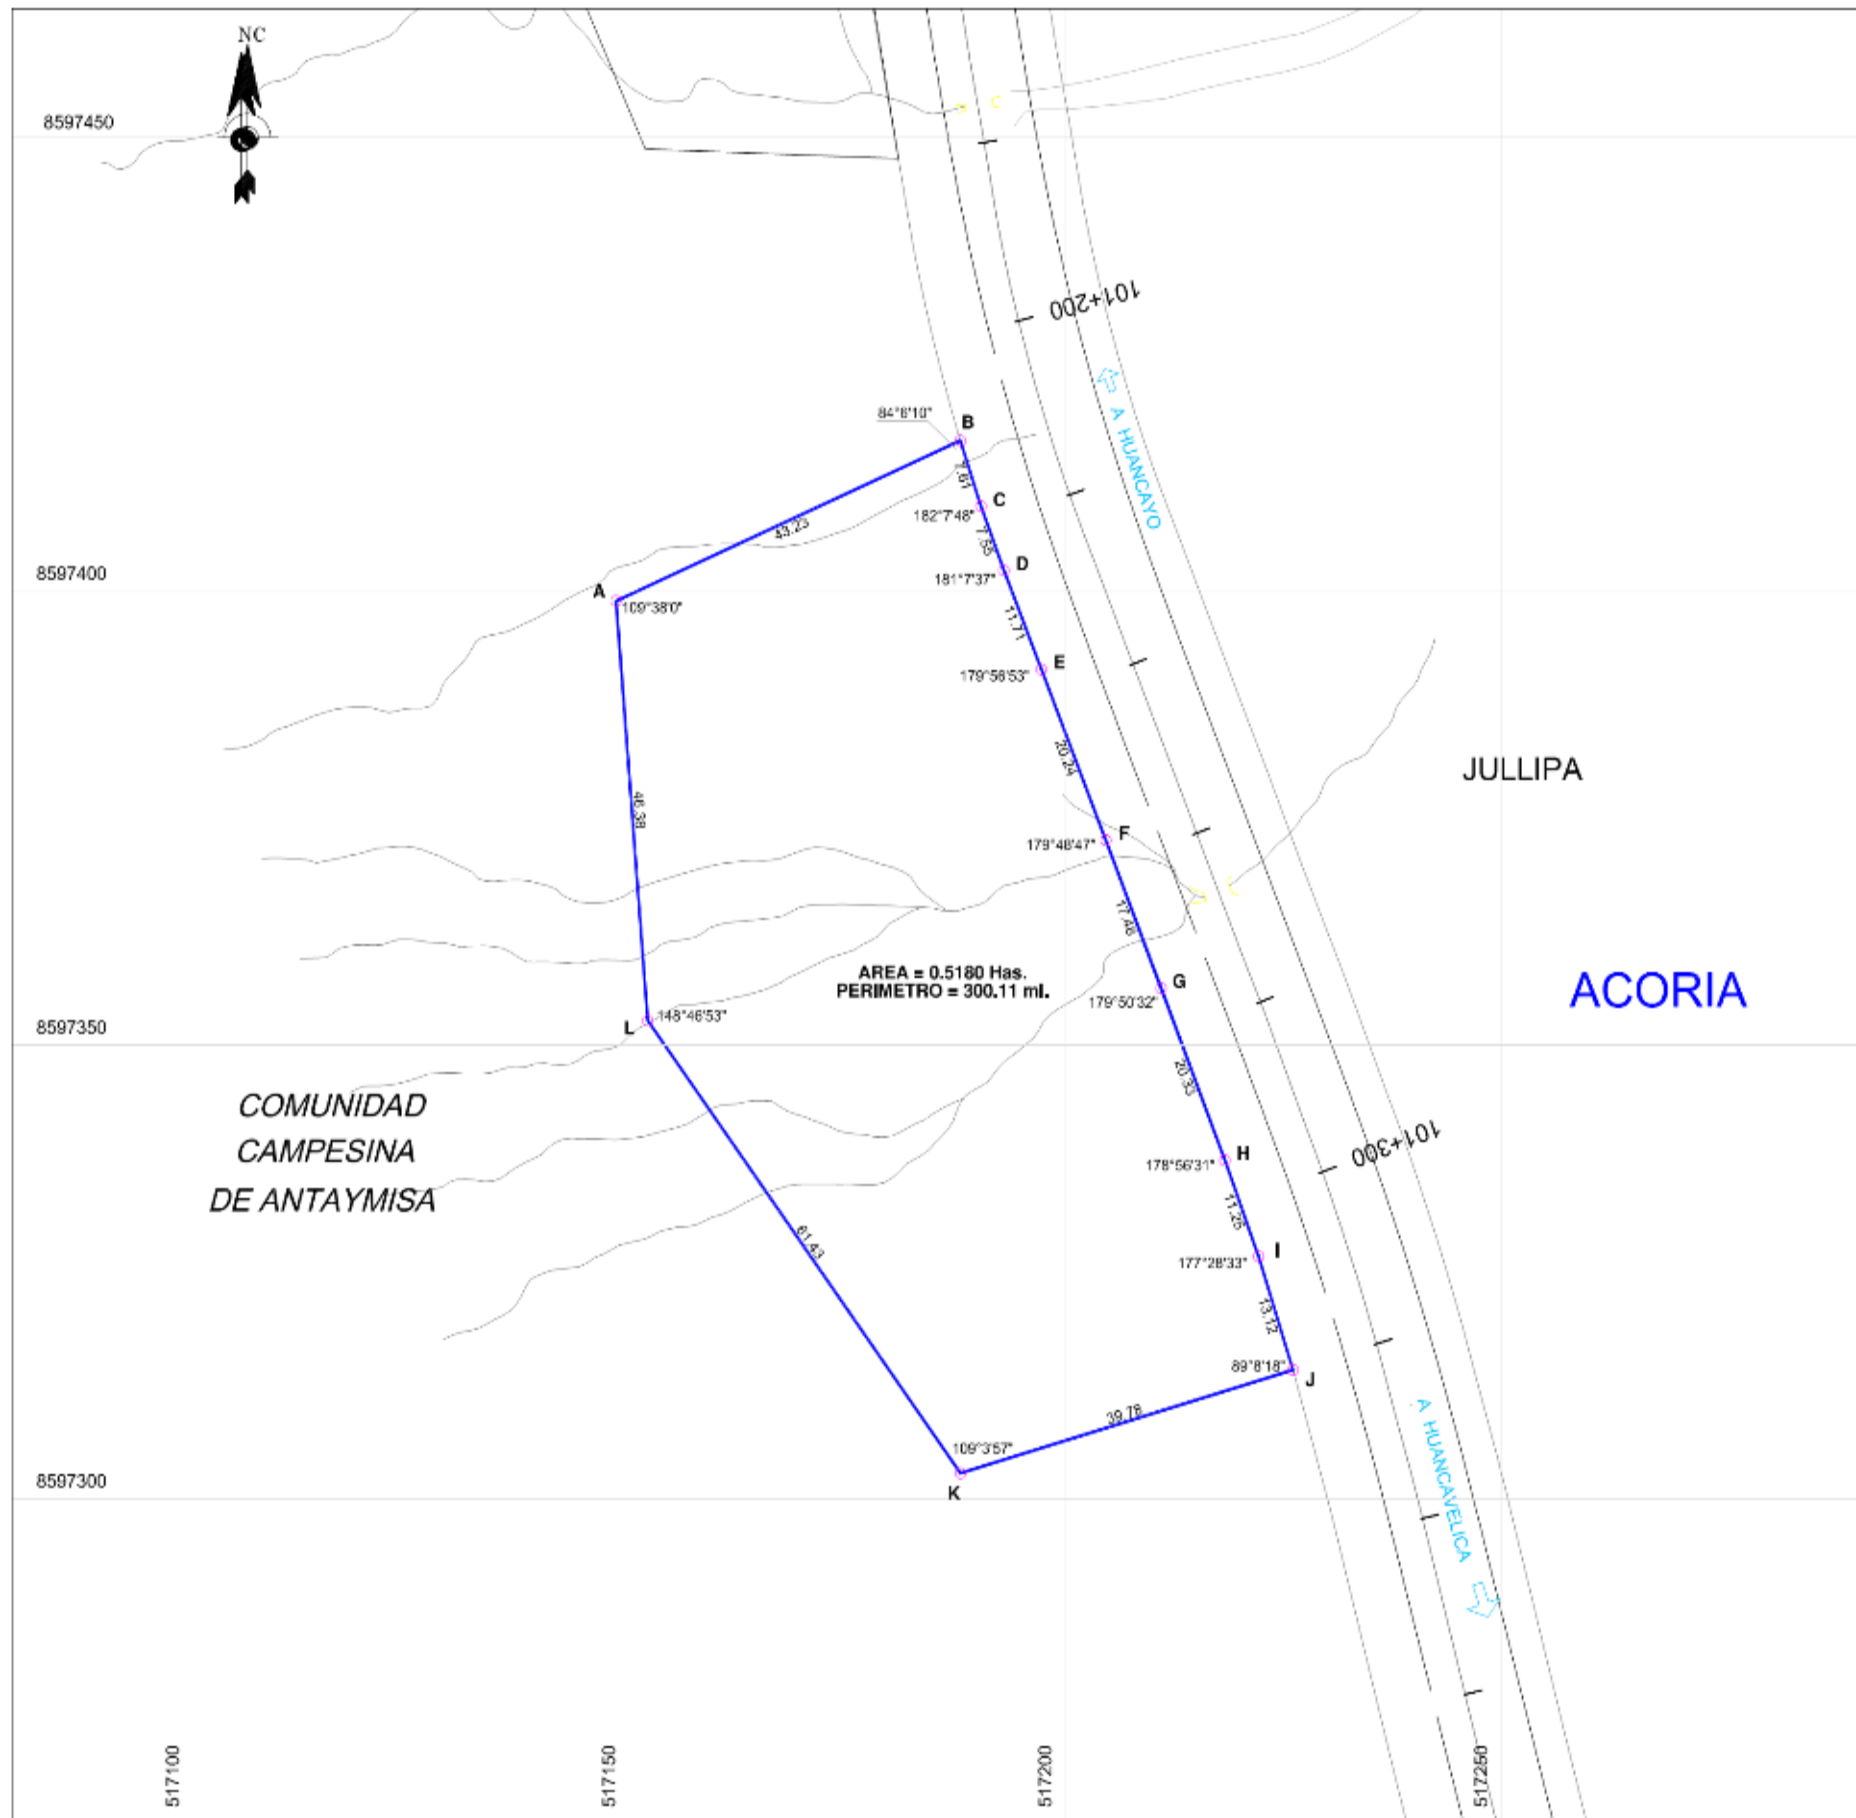 NC
8597450
101+200
A HUANCAYO
84°6'10"
B
7.61
C
182°7'48"
7.55
43.23
D
181°7'37"
8597400
A
109°38'0"
11.71
E
179°56'53"
20.24
JULLIPA
46.38
F
179°48'47"
17.48
AREA = 0.5180 Has.
PERIMETRO = 300.11 ml.
G
179°50'32"
ACORIA
L
148°46'53"
8597350
20.33
COMUNIDAD
CAMPESINA
DE ANTAYMISA
101+300
H
178°56'31"
11.25
61.43
I
177°28'33"
13.12
89°8'18"
J
39.78
109°3'57"
K
8597300
A HUANCAVELICA
517100
517150
517200
517250